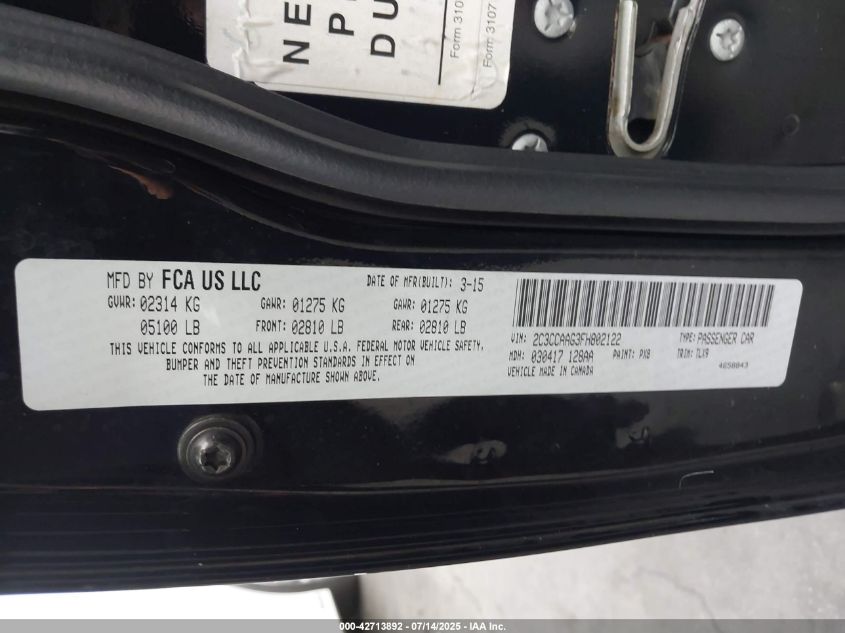 NE
P
DU
Form 310
Form 3107
MFD BY FCA US LLC DATE OF MFR(BUILT): 3-15
GVWR: 02314 KG GAWR: 01275 KG GAWR: 01275 KG
05100 LB FRONT: 02810 LB REAR: 02810 LB
THIS VEHICLE CONFORMS TO ALL APPLICABLE U.S.A. FEDERAL MOTOR VEHICLE SAFETY,
BUMPER AND THEFT PREVENTION STANDARDS IN EFFECT ON
THE DATE OF MANUFACTURE SHOWN ABOVE.
VIN: 2C3CCAAG3FH802122 TYPE: PASSENGER CAR
MDH: 030417 128AA PAINT: PX8 TRIM: TLX9
VEHICLE MADE IN CANADA 4658843
000-42713892 - 07/14/2025 - IAA Inc.